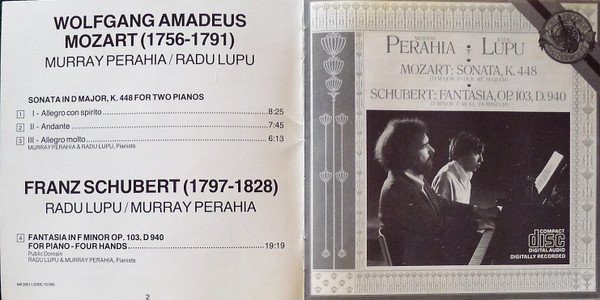 WOLFGANG AMADEUS
MOZART (1756-1791)
MURRAY PERAHIA / RADU LUPU
SONATA IN D MAJOR, K. 448 FOR TWO PIANOS
1 I - Allegro con spirito 8:25
2 II - Andante 7:45
3 III - Allegro molto 6:13
MURRAY PERAHIA & RADU LUPU, Pianists
FRANZ SCHUBERT (1797-1828)
RADU LUPU / MURRAY PERAHIA
4 FANTASIA IN F MINOR OP. 103, D 940
FOR PIANO - FOUR HANDS 19:19
Public Domain
RADU LUPU & MURRAY PERAHIA, Pianists
2
MURRAY RADU
PERAHIA LUPU
MOZART: SONATA, K. 448
SCHUBERT: FANTASIA, OP. 103, D. 940
COMPACT
disc
DIGITAL AUDIO
DIGITALLY RECORDED